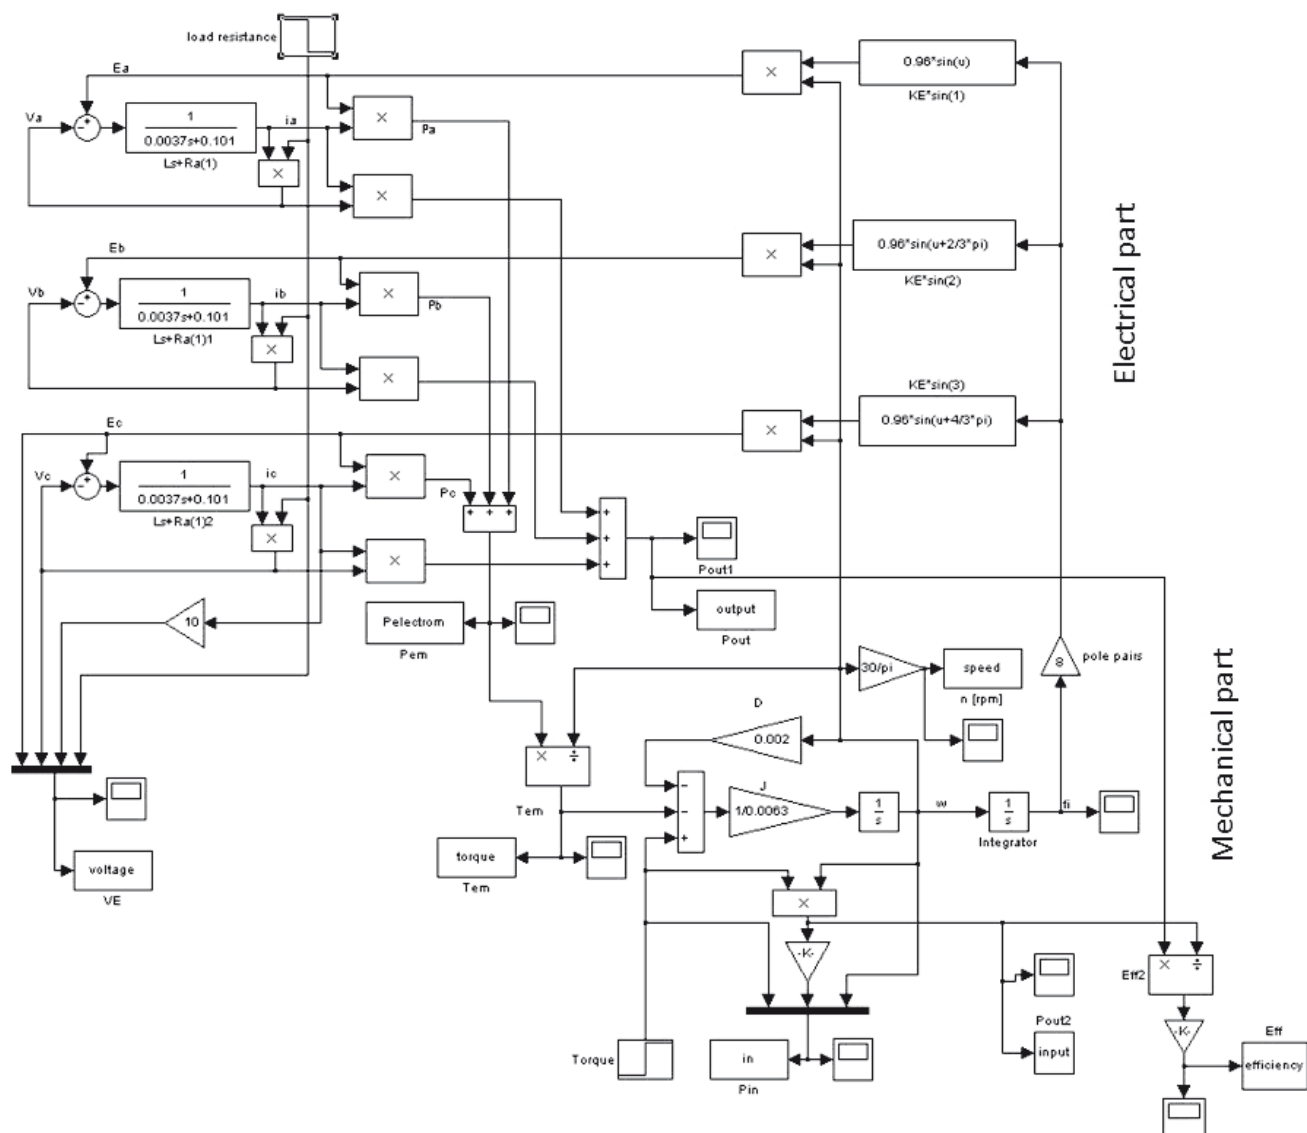 load resistance
Ea
×
0.96*sin(u)
KE*sin(1)
Va
1
0.0037s+0.101
Ls+Ra(1)
ia
×
Pa
×
×
Eb
×
0.96*sin(u+2/3*pi)
KE*sin(2)
Vb
1
0.0037s+0.101
Ls+Ra(1)1
ib
×
Pb
×
×
Electrical part
KE*sin(3)
Ec
×
0.96*sin(u+4/3*pi)
Vc
1
0.0037s+0.101
Ls+Ra(1)2
ic
×
Pc
×
×
+ + +
+
+
+
Pout1
output
Pout
10
Pelectrom
Pem
30/pi
speed
n [rpm]
8
pole pairs
D
0.002
× ÷
Tem
J
1/0.0063
−
−
+
1
s
w
1
s
Integrator
fi
Mechanical part
torque
Tem
voltage
VE
×
-K-
Torque
in
Pin
Pout2
input
Eff2
× ÷
-K-
Eff
efficiency